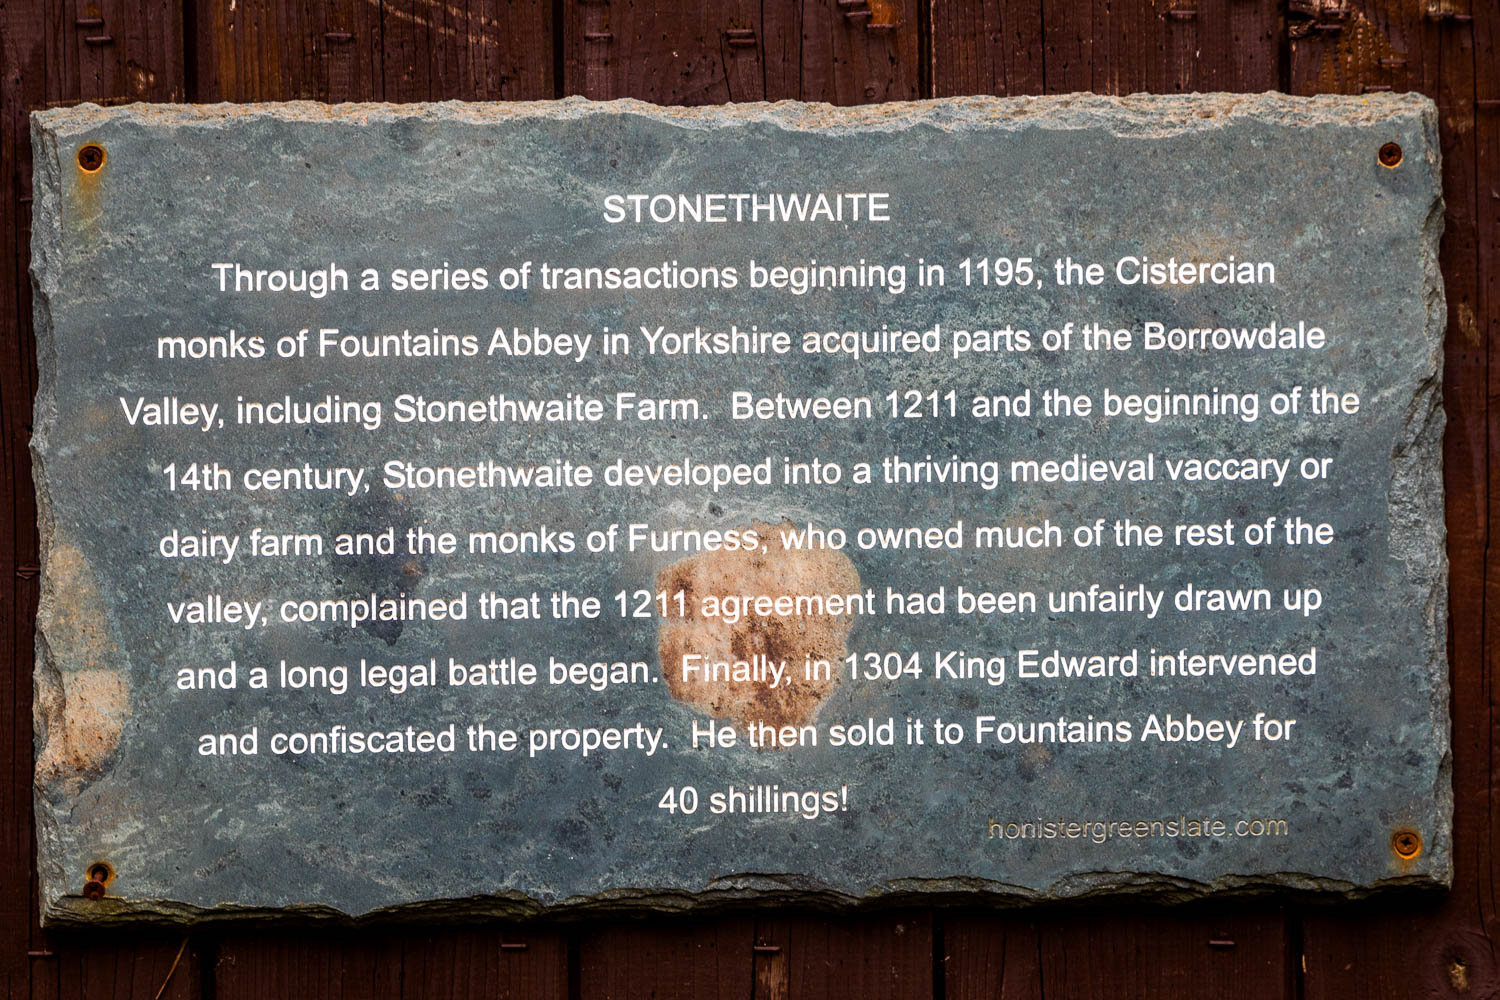 STONETHWAITE
Through a series of transactions beginning in 1195, the Cistercian
monks of Fountains Abbey in Yorkshire acquired parts of the Borrowdale
Valley, including Stonethwaite Farm.  Between 1211 and the beginning of the
14th century, Stonethwaite developed into a thriving medieval vaccary or
dairy farm and the monks of Furness, who owned much of the rest of the
valley, complained that the 1211 agreement had been unfairly drawn up
and a long legal battle began.  Finally, in 1304 King Edward intervened
and confiscated the property.  He then sold it to Fountains Abbey for
40 shillings!
honistergreenslate.com